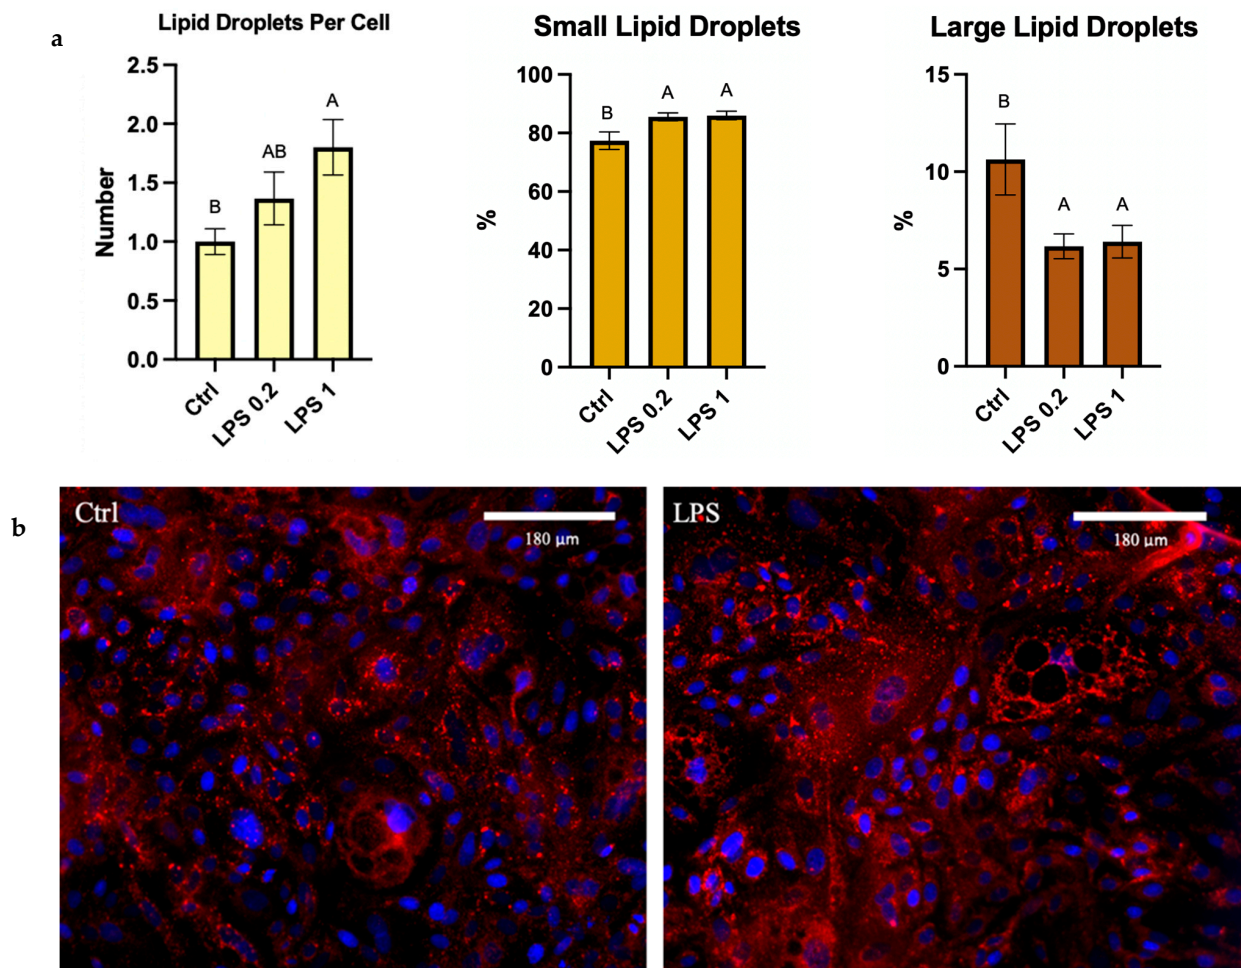 a
Lipid Droplets Per Cell
2.5
2.0
1.5
1.0
0.5
0.0
Number
B
AB
A
Ctrl
LPS 0.2
LPS 1
Small Lipid Droplets
100
80
60
40
20
0
%
B
A
A
Ctrl
LPS 0.2
LPS 1
Large Lipid Droplets
15
10
5
0
%
B
A
A
Ctrl
LPS 0.2
LPS 1
b
Ctrl
180 μm
LPS
180 μm